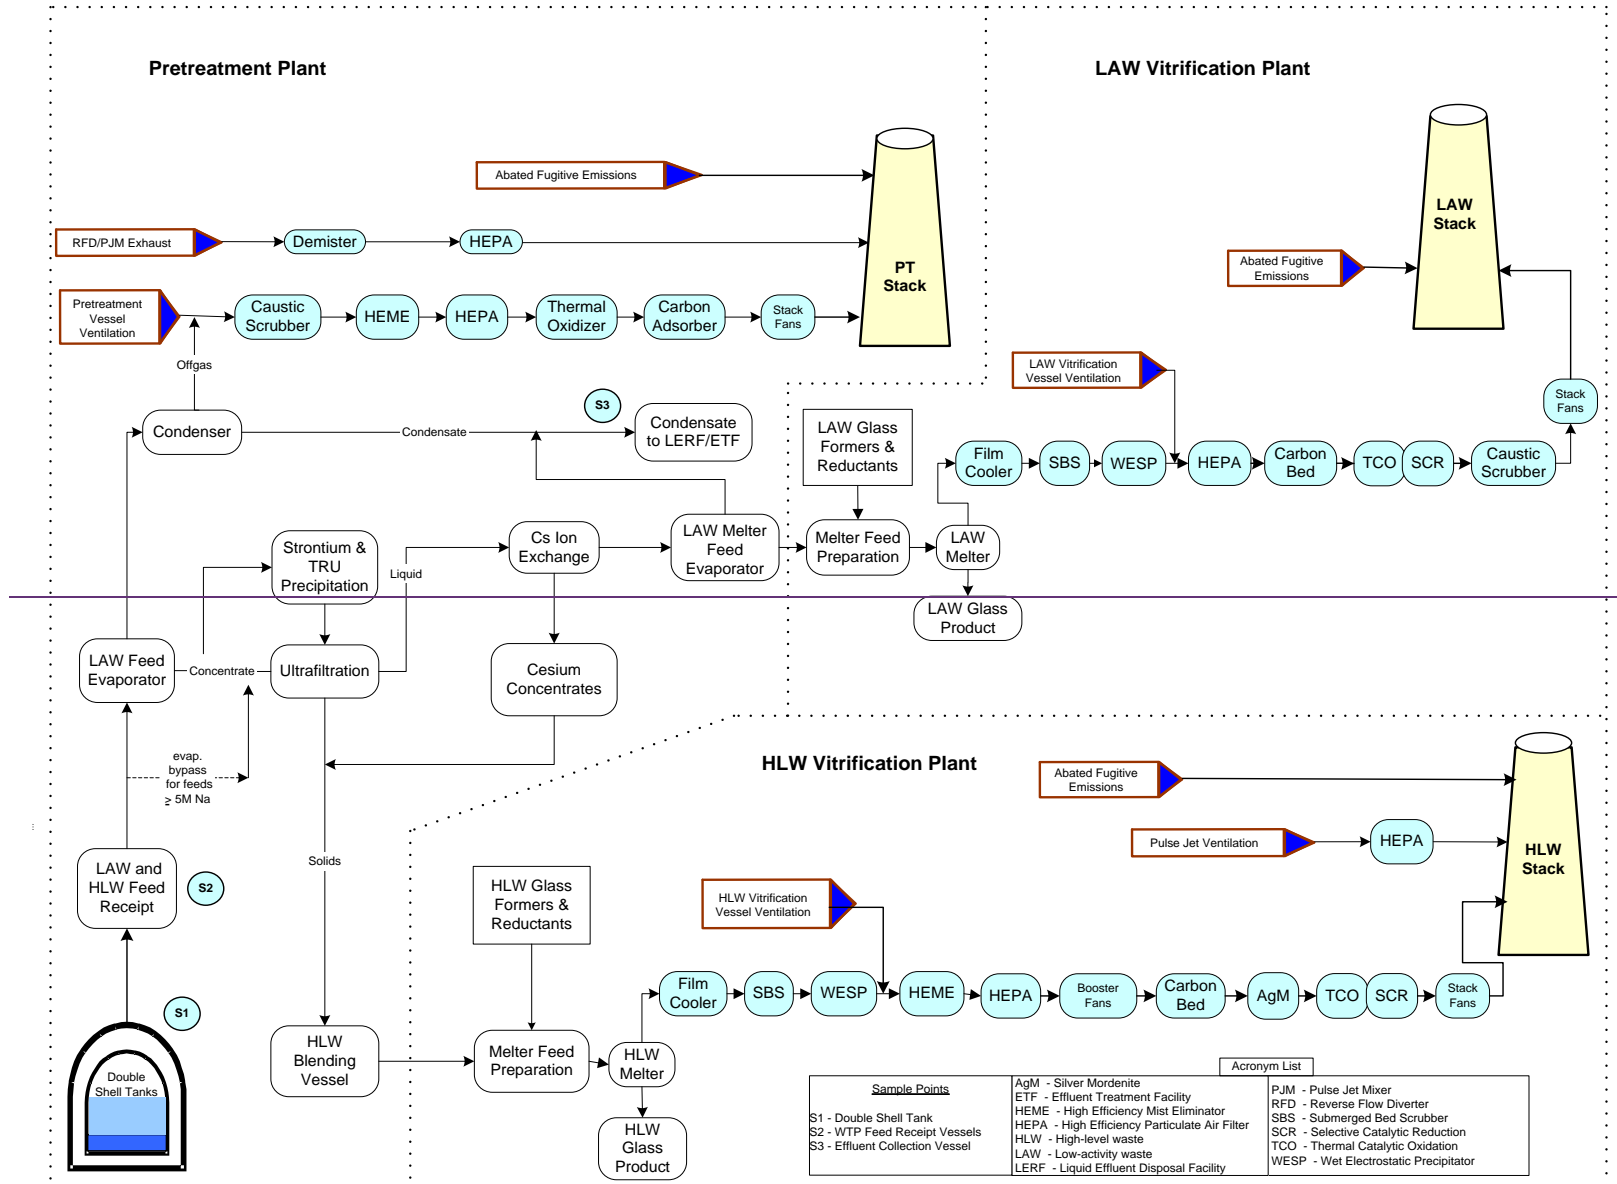 Pretreatment Plant
LAW Vitrification Plant
Abated Fugitive Emissions
RFD/PJM Exhaust
Demister
HEPA
PT
Stack
Pretreatment
Vessel
Ventilation
Caustic
Scrubber
HEME
HEPA
Thermal
Oxidizer
Carbon
Adsorber
Stack
Fans
Offgas
LAW
Stack
Abated Fugitive
Emissions
LAW Vitrification
Vessel Ventilation
Stack
Fans
Condenser
Condensate
S3
Condensate
to LERF/ETF
LAW Glass
Formers &
Reductants
Film
Cooler
SBS
WESP
HEPA
Carbon
Bed
TCO
SCR
Caustic
Scrubber
Strontium &
TRU
Precipitation
Liquid
Cs Ion
Exchange
LAW Melter
Feed
Evaporator
Melter Feed
Preparation
LAW
Melter
LAW Glass
Product
LAW Feed
Evaporator
Concentrate
Ultrafiltration
Cesium
Concentrates
evap.
bypass
for feeds
≥ 5M Na
HLW Vitrification Plant
Abated Fugitive
Emissions
Pulse Jet Ventilation
HEPA
HLW
Stack
LAW and
HLW Feed
Receipt
S2
Solids
HLW Glass
Formers &
Reductants
HLW Vitrification
Vessel Ventilation
Film
Cooler
SBS
WESP
HEME
HEPA
Booster
Fans
Carbon
Bed
AgM
TCO
SCR
Stack
Fans
S1
Double
Shell Tanks
HLW
Blending
Vessel
Melter Feed
Preparation
HLW
Melter
HLW
Glass
Product
Acronym List
Sample Points
S1 - Double Shell Tank
S2 - WTP Feed Receipt Vessels
S3 - Effluent Collection Vessel
AgM - Silver Mordenite
ETF - Effluent Treatment Facility
HEME - High Efficiency Mist Eliminator
HEPA - High Efficiency Particulate Air Filter
HLW - High-level waste
LAW - Low-activity waste
LERF - Liquid Effluent Disposal Facility
PJM - Pulse Jet Mixer
RFD - Reverse Flow Diverter
SBS - Submerged Bed Scrubber
SCR - Selective Catalytic Reduction
TCO - Thermal Catalytic Oxidation
WESP - Wet Electrostatic Precipitator